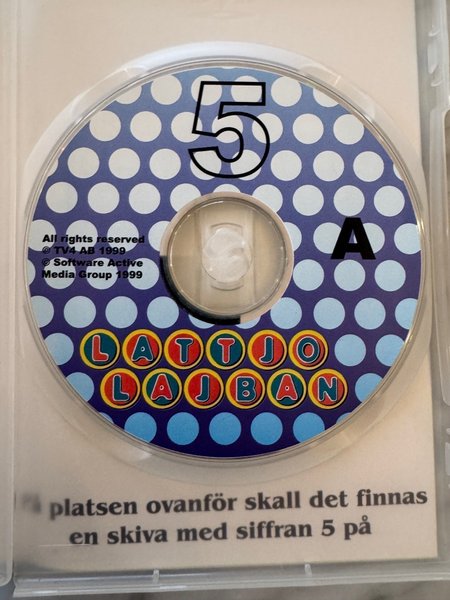 5
A
All rights reserved
℗ TV4 AB 1999
© Software Active
Media Group 1999
LATTJO
LAJBAN
platsen ovanför skall det finnas
en skiva med siffran 5 på